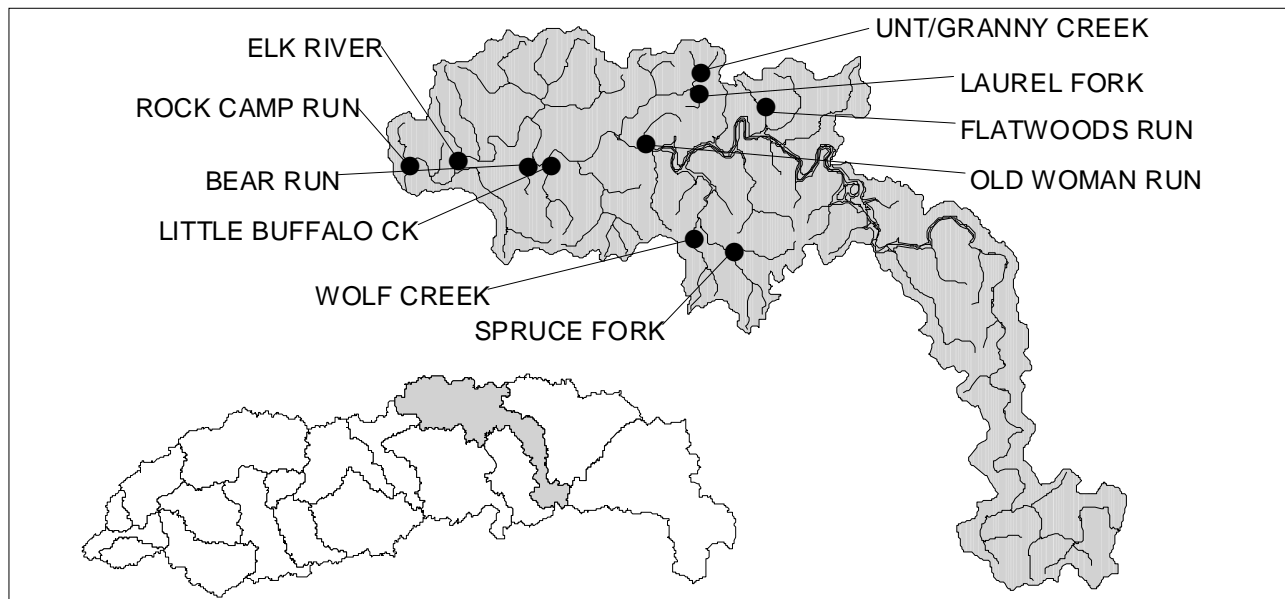 UNT/GRANNY CREEK
ELK RIVER
LAUREL FORK
ROCK CAMP RUN
FLATWOODS RUN
BEAR RUN
OLD WOMAN RUN
LITTLE BUFFALO CK
WOLF CREEK
SPRUCE FORK